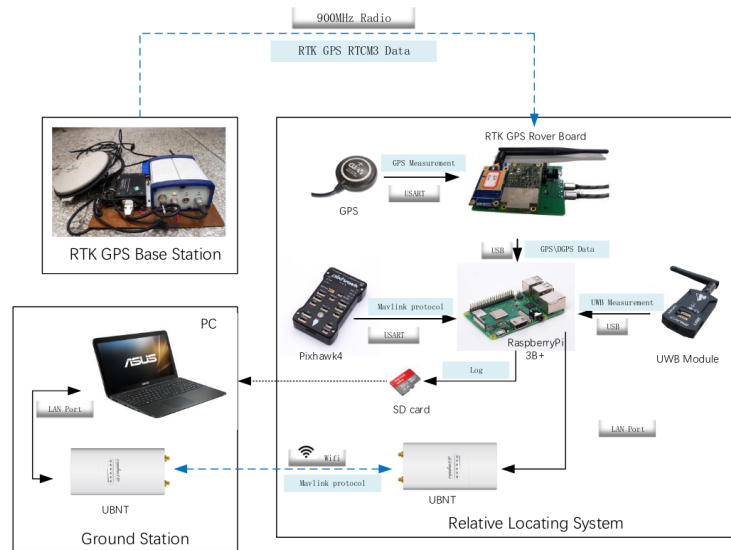 900MHz Radio
RTK GPS RTCM3 Data
RTK GPS Rover Board
GPS Measurement
USART
GPS
RTK GPS Base Station
USB
GPS\DGPS Data
Mavlink protocol
USART
Pixhawk4
RaspberryPi
3B+
UWB Measurement
USB
UWB Module
PC
ASUS
LAN Port
Log
SD card
LAN Port
Wifi
Mavlink protocol
UBNT
UBNT
Ground Station
Relative Locating System